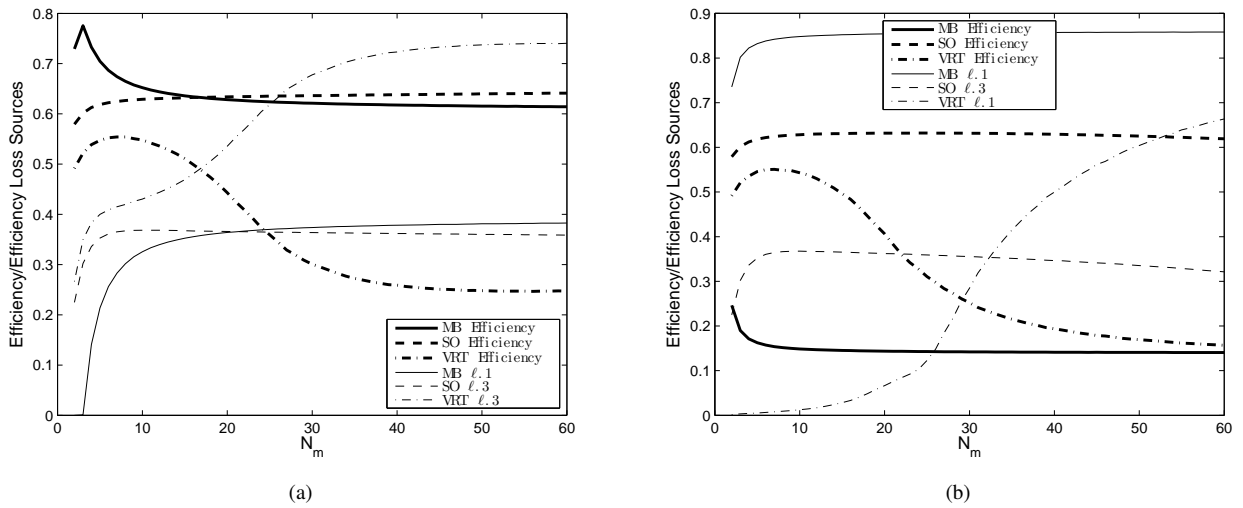 Efficiency/Efficiency Loss Sources
0.8
0.7
0.6
0.5
0.4
0.3
0.2
0.1
0
0 10 20 30 40 50 60
N_m
MB Efficiency
SO Efficiency
VRT Efficiency
MB ℓ.1
SO ℓ.3
VRT ℓ.3
(a)
Efficiency/Efficiency Loss Sources
0.9
0.8
0.7
0.6
0.5
0.4
0.3
0.2
0.1
0
0 10 20 30 40 50 60
N_m
MB Efficiency
SO Efficiency
VRT Efficiency
MB ℓ.1
SO ℓ.3
VRT ℓ.1
(b)